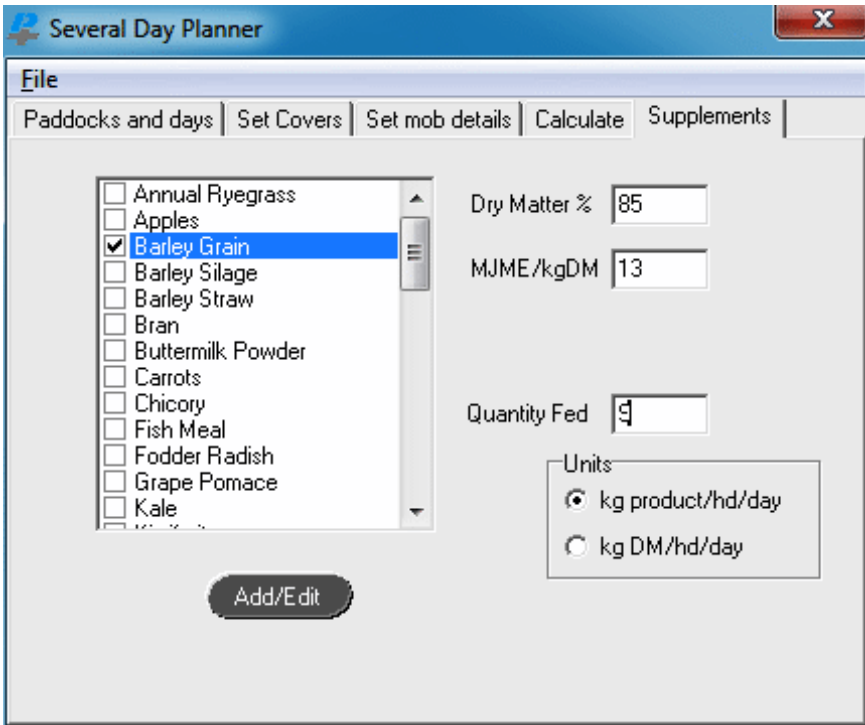 Several Day Planner
File
Paddocks and days
Set Covers
Set mob details
Calculate
Supplements
Annual Ryegrass
Apples
Barley Grain
Barley Silage
Barley Straw
Bran
Buttermilk Powder
Carrots
Chicory
Fish Meal
Fodder Radish
Grape Pomace
Kale
Dry Matter % 85
MJME/kgDM 13
Quantity Fed
Units
kg product/hd/day
kg DM/hd/day
Add/Edit